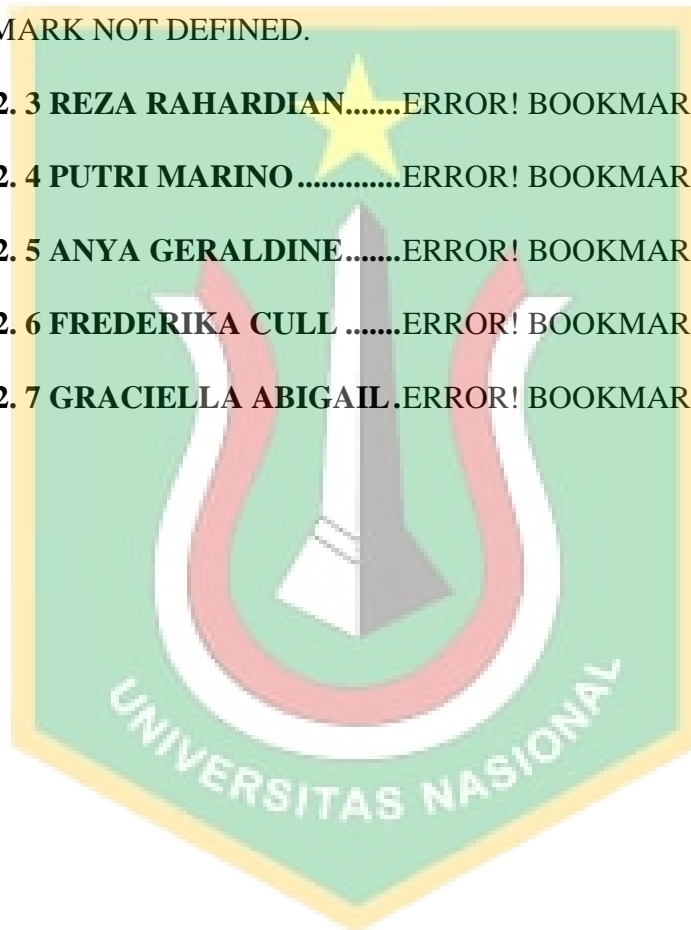 MARK NOT DEFINED.
2. 3 REZA RAHARDIAN.......ERROR! BOOKMAR
2. 4 PUTRI MARINO.............ERROR! BOOKMAR
2. 5 ANYA GERALDINE.......ERROR! BOOKMAR
2. 6 FREDERIKA CULL .......ERROR! BOOKMAR
2. 7 GRACIELLA ABIGAIL.ERROR! BOOKMAR
UNIVERSITAS NASIONAL